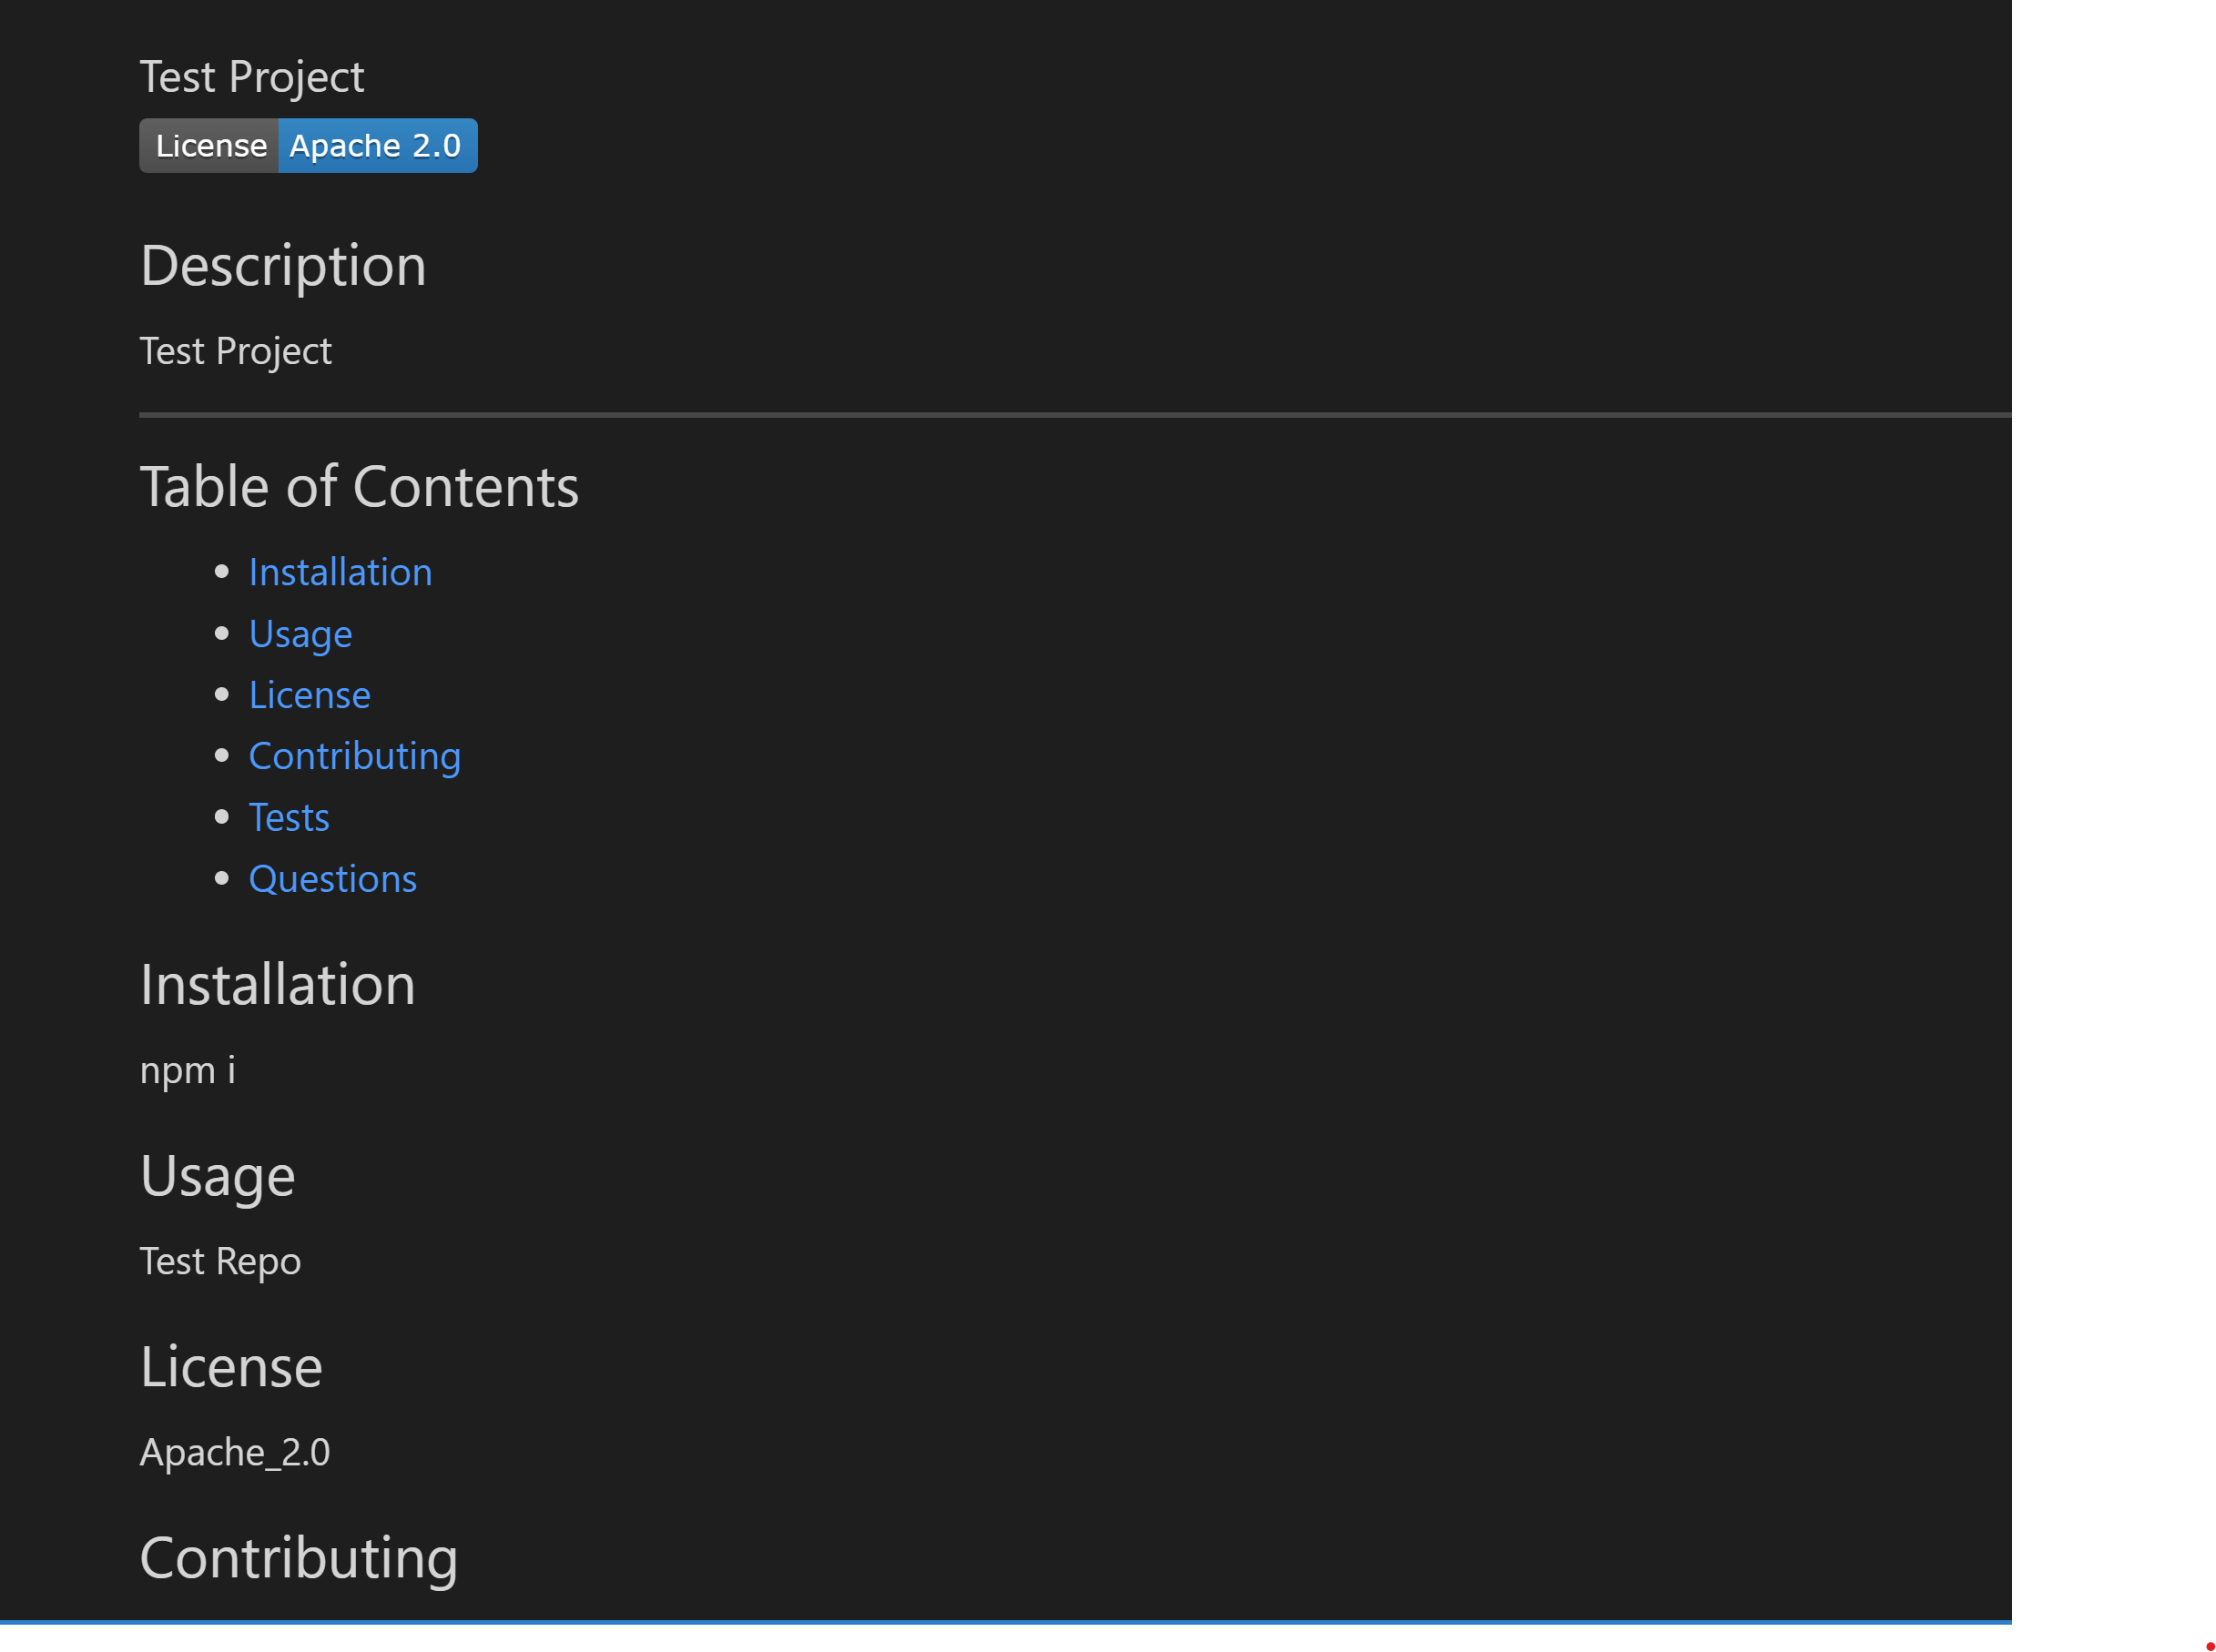 Test Project
License Apache 2.0
Description
Test Project
Table of Contents
Installation
Usage
License
Contributing
Tests
Questions
Installation
npm i
Usage
Test Repo
License
Apache_2.0
Contributing